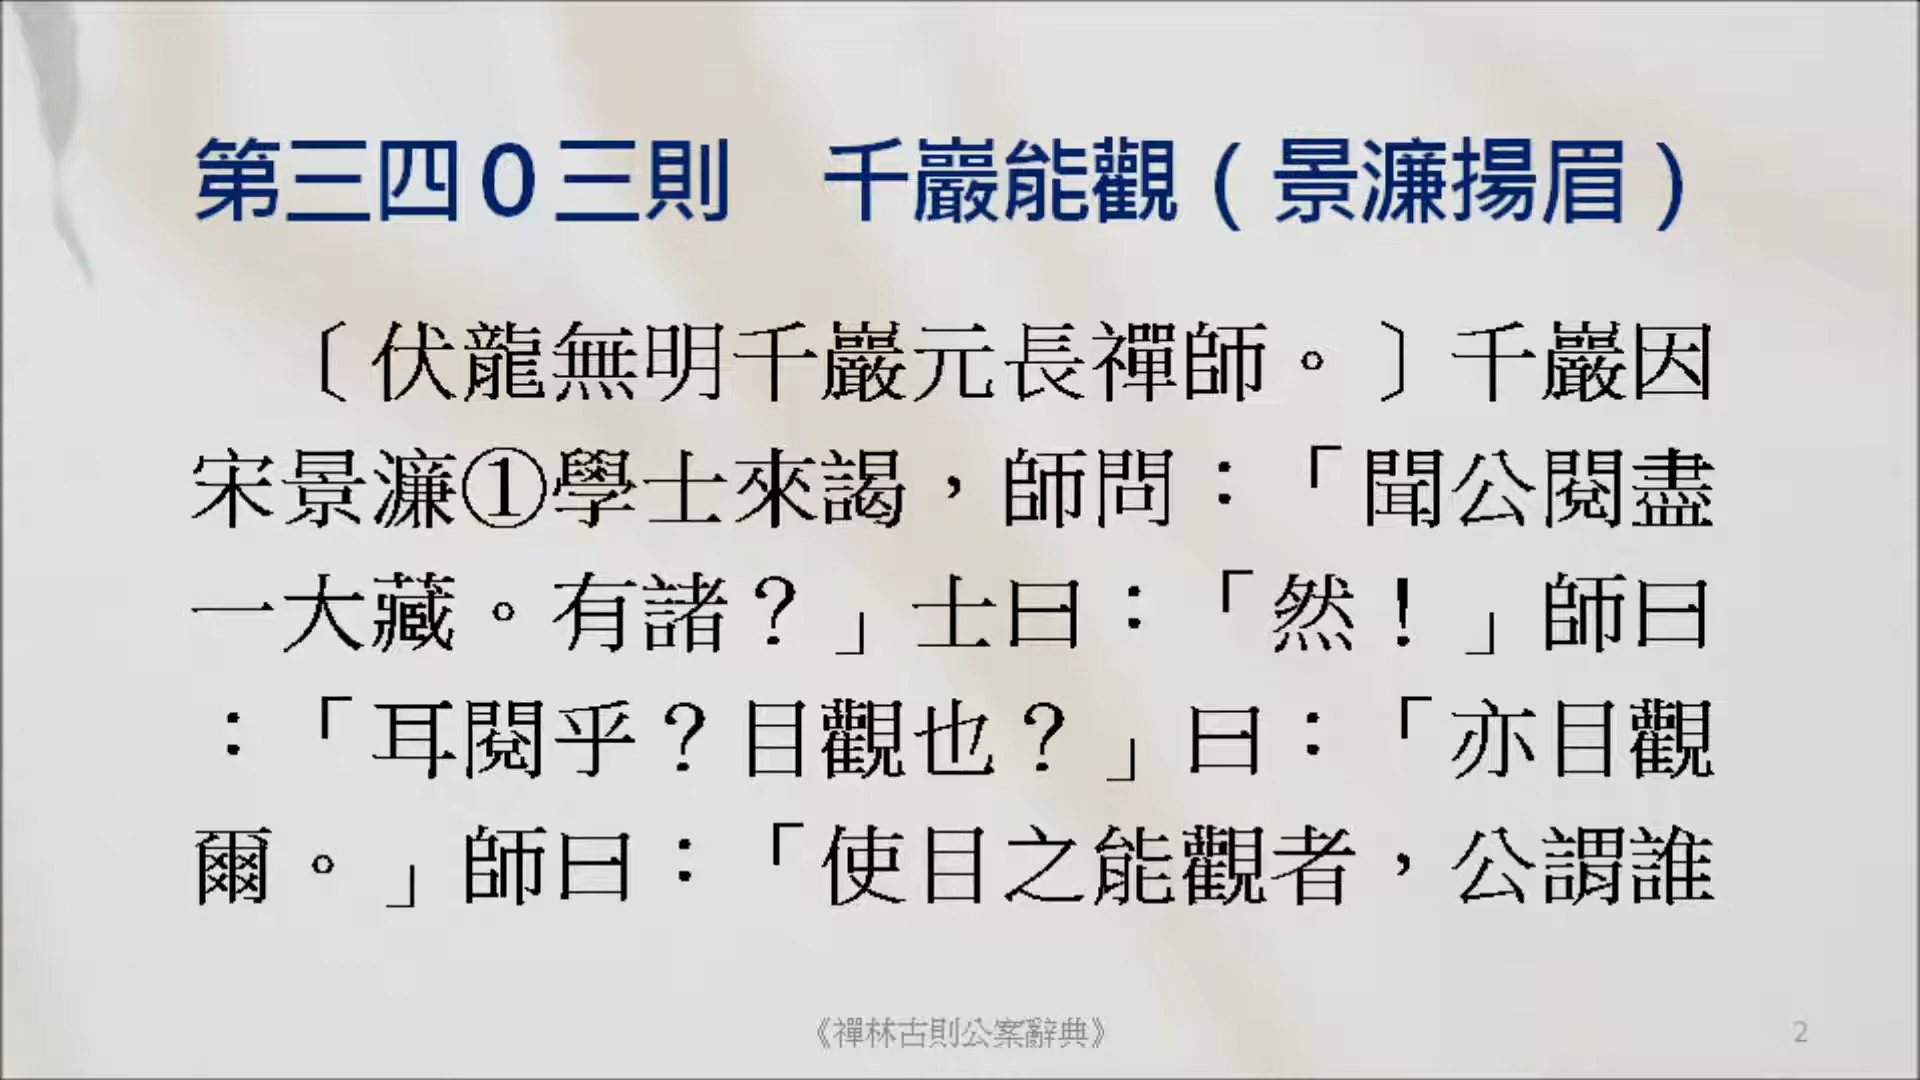 第三四０三則　千巖能觀（景濂揚眉）
〔伏龍無明千巖元長禪師。〕千巖因
宋景濂①學士來謁，師問：「聞公閱盡
一大藏。有諸？」士曰：「然！」師曰
：「耳閱乎？目觀也？」曰：「亦目觀
爾。」師曰：「使目之能觀者，公謂誰
《禪林古則公案辭典》
2